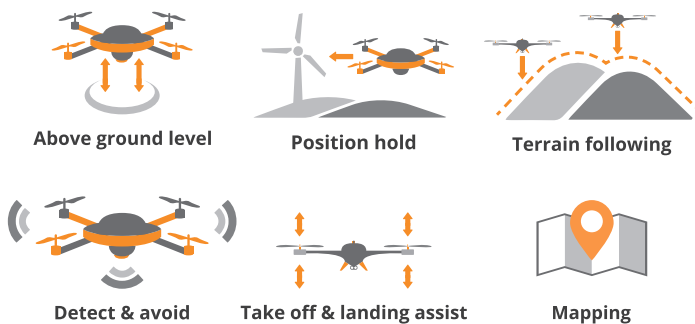 Above ground level
Position hold
Terrain following
Detect & avoid
Take off & landing assist
Mapping